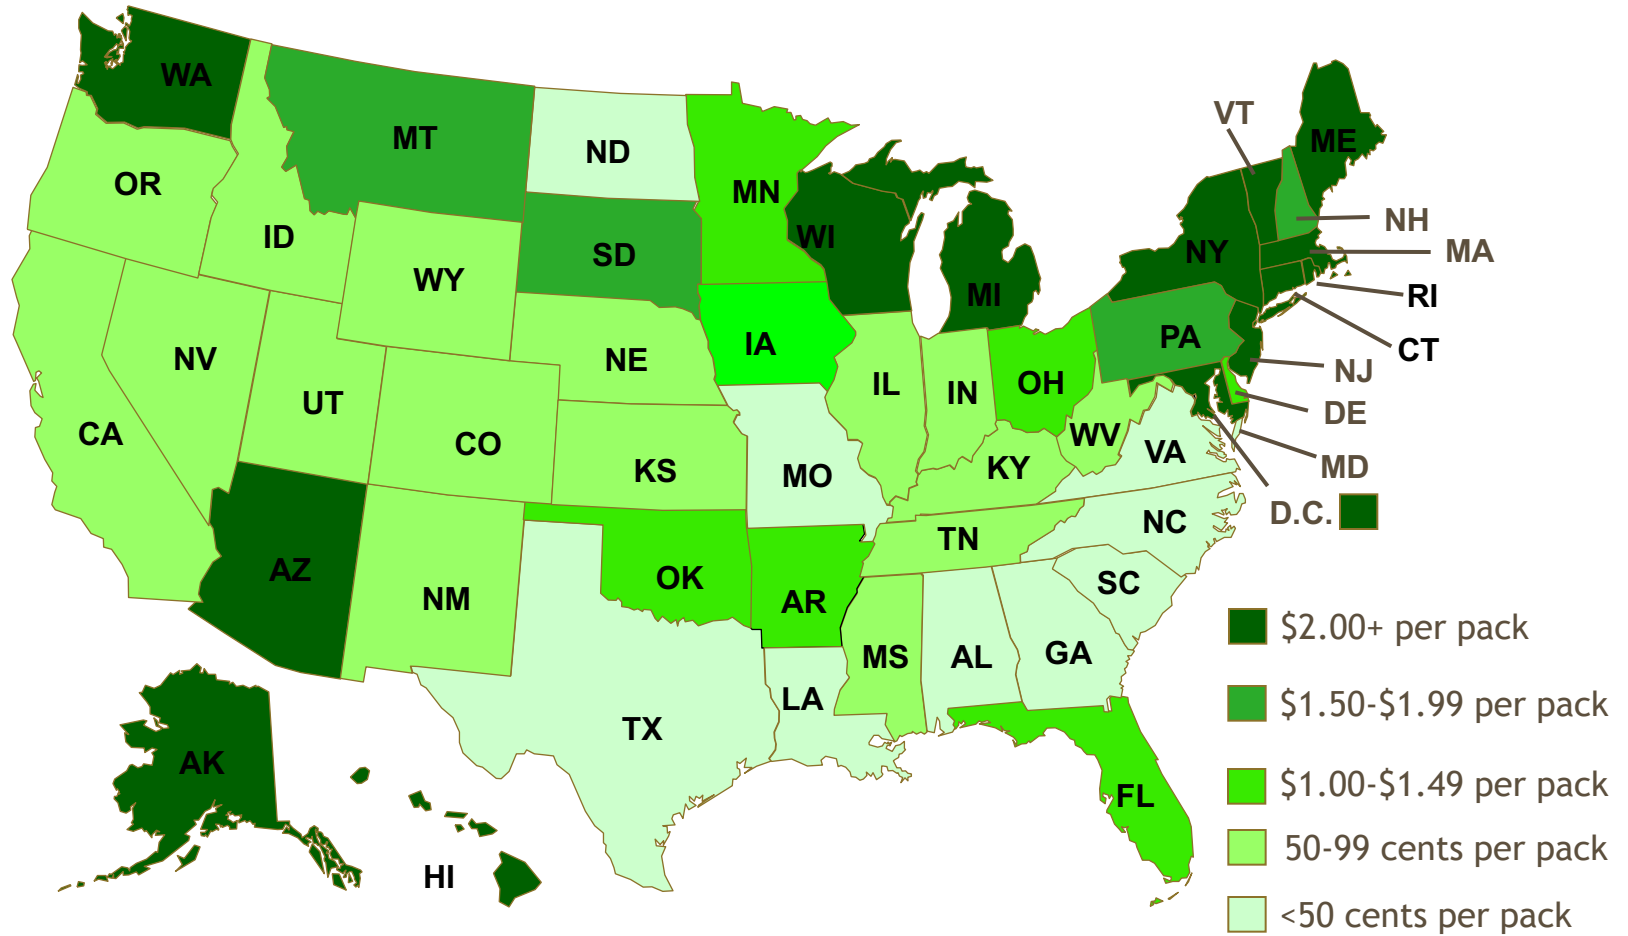 WA
MT
ND
MN
VT
ME
OR
ID
WY
SD
WI
MI
NY
NH
MA
RI
CT
NJ
DE
MD
D.C.
NV
UT
CO
NE
IA
IL
IN
OH
PA
CA
KS
MO
KY
WV
VA
AZ
NM
OK
AR
TN
NC
SC
MS
AL
GA
LA
TX
FL
AK
HI
$2.00+ per pack
$1.50-$1.99 per pack
$1.00-$1.49 per pack
50-99 cents per pack
<50 cents per pack